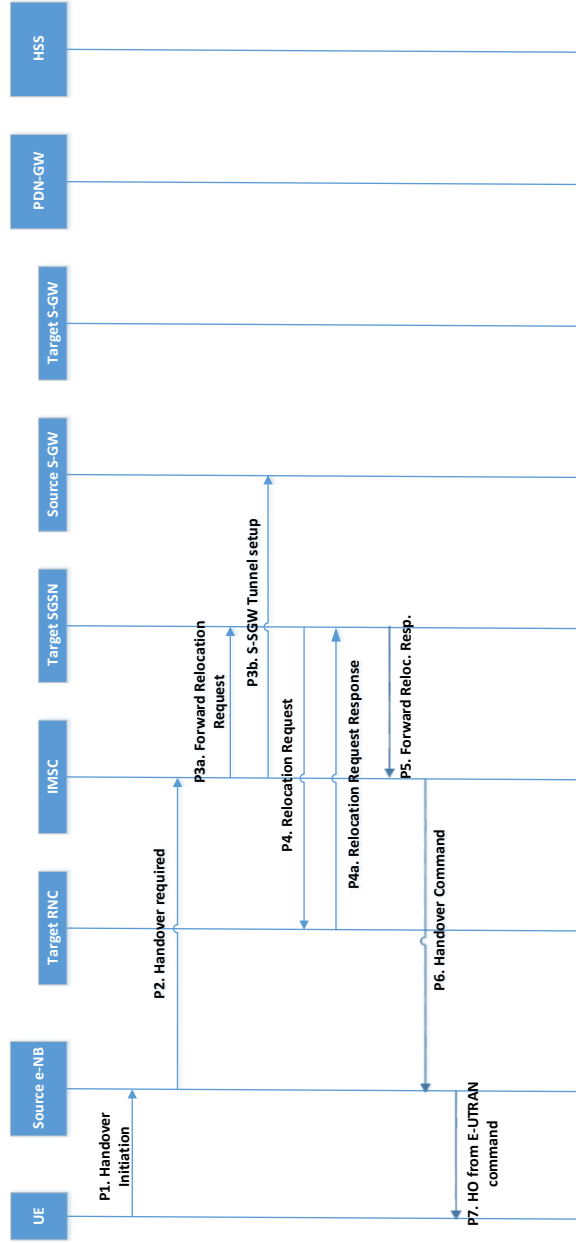 UE
Source e-NB
Target RNC
IMSC
Target SGSN
Source S-GW
Target S-GW
PDN-GW
HSS
P1. Handover
Initiation
P2. Handover required
P3a. Forward Relocation
Request
P3b. S-SGW Tunnel setup
P4. Relocation Request
P4a. Relocation Request Response
P5. Forward Reloc. Resp.
P6. Handover Command
P7. HO from E-UTRAN
command